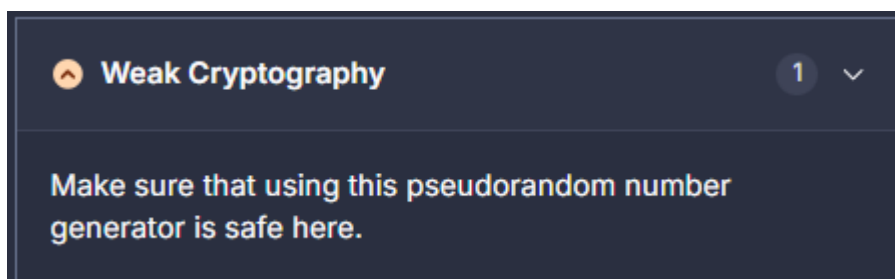 Weak Cryptography
1
Make sure that using this pseudorandom number
generator is safe here.